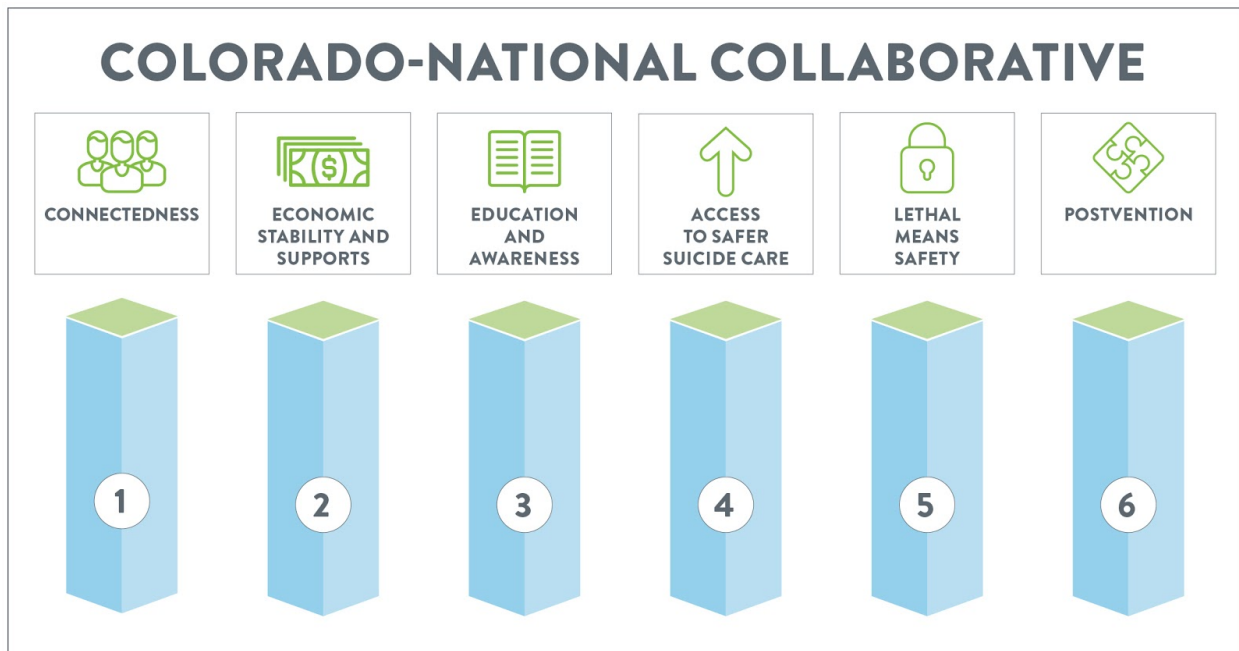 COLORADO-NATIONAL COLLABORATIVE
CONNECTEDNESS
ECONOMIC
STABILITY AND
SUPPORTS
EDUCATION
AND
AWARENESS
ACCESS
TO SAFER
SUICIDE CARE
LETHAL
MEANS
SAFETY
POSTVENTION
1
2
3
4
5
6